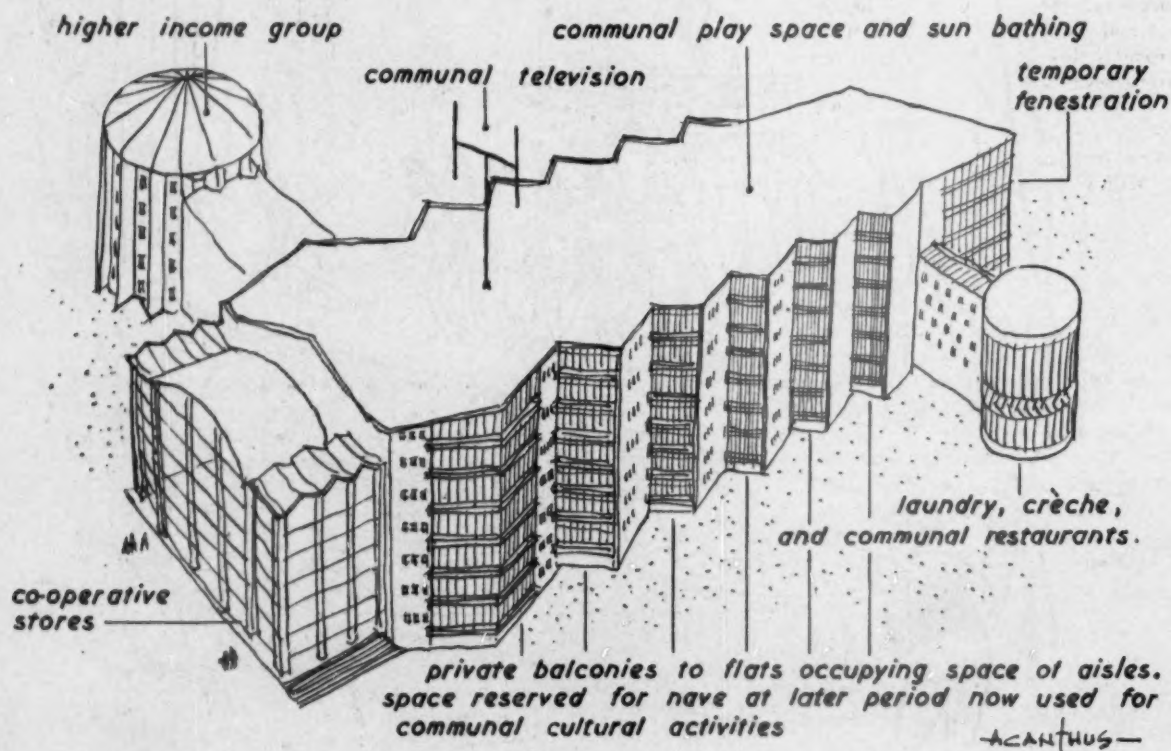 higher income group
communal television
communal play space and sun bathing
temporary
fenestration
laundry, crèche,
and communal restaurants.
co-operative
stores
private balconies to flats occupying space of aisles.
space reserved for nave at later period now used for
communal cultural activities
ACANTHUS